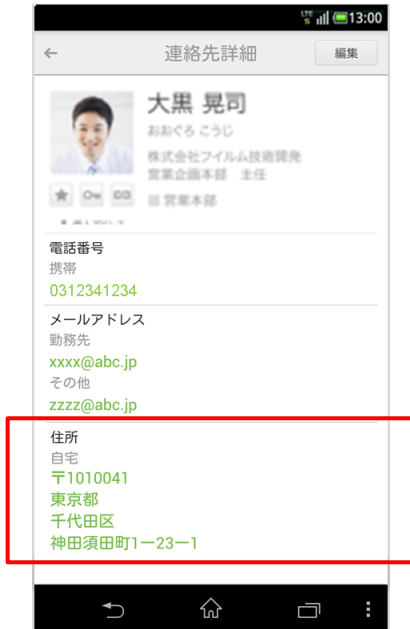 LTE 13:00
連絡先詳細
編集
大黒 晃司
おおぐろ こうじ
株式会社フイルム技術開発
営業企画本部 主任
営業本部
電話番号
携帯
0312341234
メールアドレス
勤務先
xxxx@abc.jp
その他
zzzz@abc.jp
住所
自宅
〒1010041
東京都
千代田区
神田須田町1ー23ー1